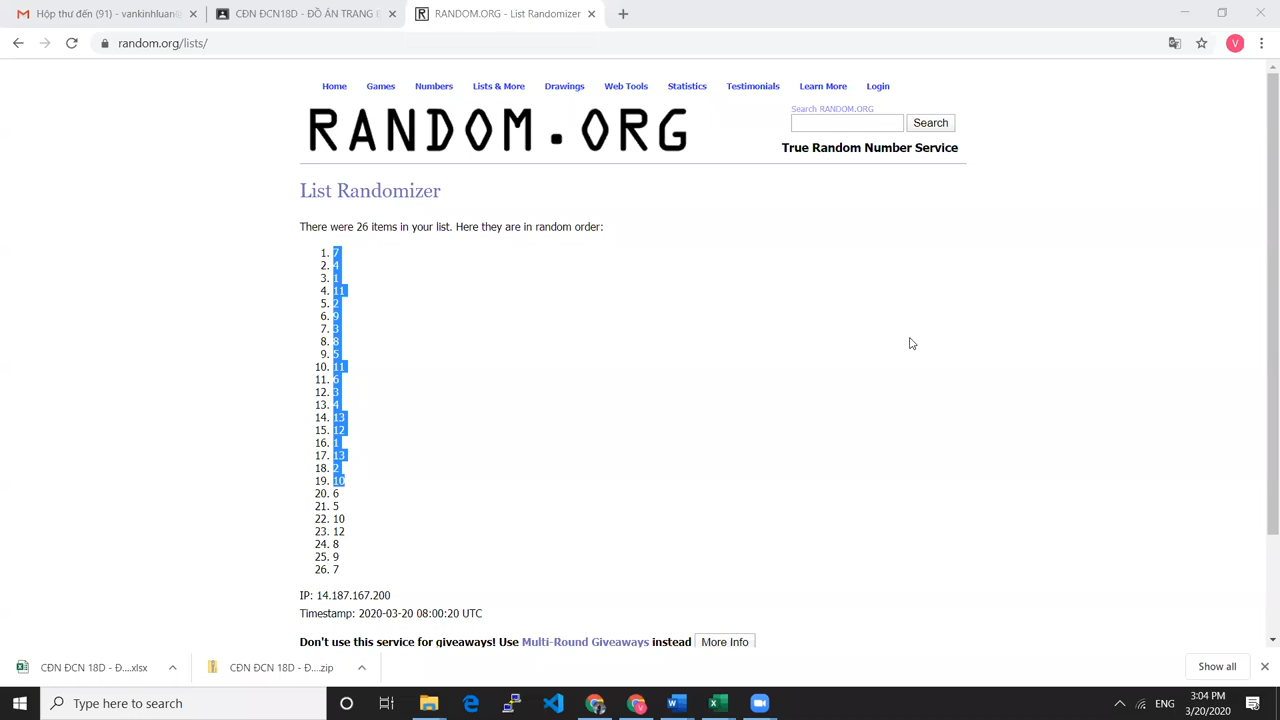 Hộp thư đến (91) - vankinhluan@
CĐN ĐCN18D - ĐỒ ÁN TRANG
RANDOM.ORG - List Randomizer
random.org/lists/
V
Home Games Numbers Lists & More Drawings Web Tools Statistics Testimonials Learn More Login
RANDOM.ORG
Search RANDOM.ORG
Search
True Random Number Service
List Randomizer
There were 26 items in your list. Here they are in random order:
1. 7
2. 4
3. 1
4. 11
5. 2
6. 9
7. 3
8. 8
9. 5
10. 11
11. 6
12. 3
13. 4
14. 13
15. 12
16. 1
17. 13
18. 2
19. 10
20. 6
21. 5
22. 10
23. 12
24. 8
25. 9
26. 7
IP: 14.187.167.200
Timestamp: 2020-03-20 08:00:20 UTC
Don't use this service for giveaways! Use Multi-Round Giveaways instead More Info
CĐN ĐCN 18D - Đ....xlsx
CĐN ĐCN 18D - Đ....zip
Show all
Type here to search
ENG
3:04 PM
3/20/2020